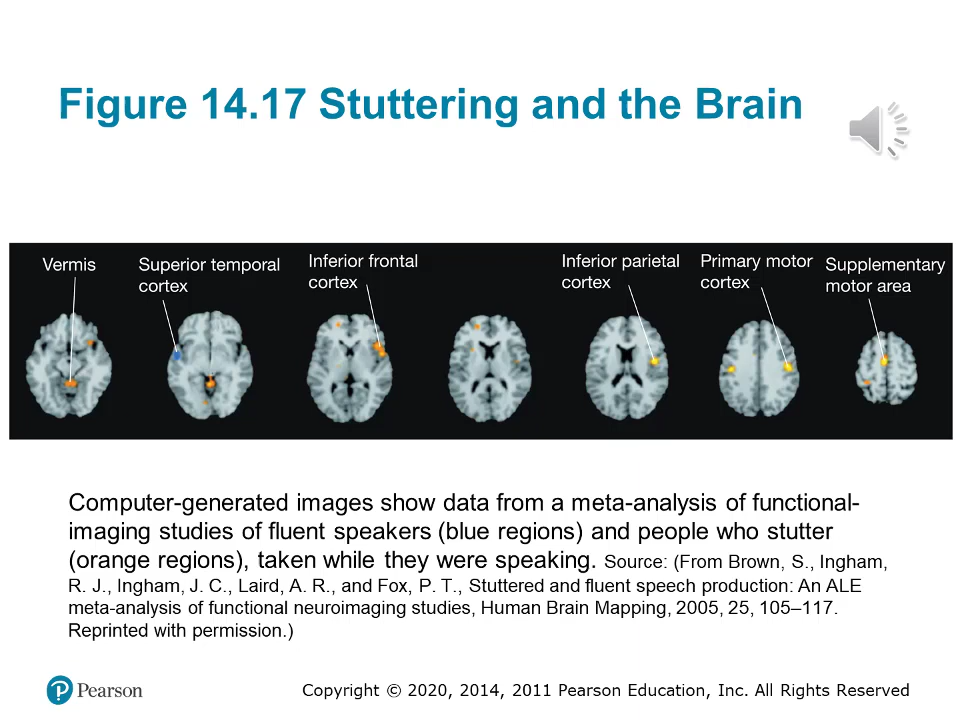 Figure 14.17 Stuttering and the Brain
Vermis
Superior temporal
cortex
Inferior frontal
cortex
Inferior parietal
cortex
Primary motor
cortex
Supplementary
motor area
Computer-generated images show data from a meta-analysis of functional-
imaging studies of fluent speakers (blue regions) and people who stutter
(orange regions), taken while they were speaking. Source: (From Brown, S., Ingham,
R. J., Ingham, J. C., Laird, A. R., and Fox, P. T., Stuttered and fluent speech production: An ALE
meta-analysis of functional neuroimaging studies, Human Brain Mapping, 2005, 25, 105–117.
Reprinted with permission.)
P Pearson
Copyright © 2020, 2014, 2011 Pearson Education, Inc. All Rights Reserved